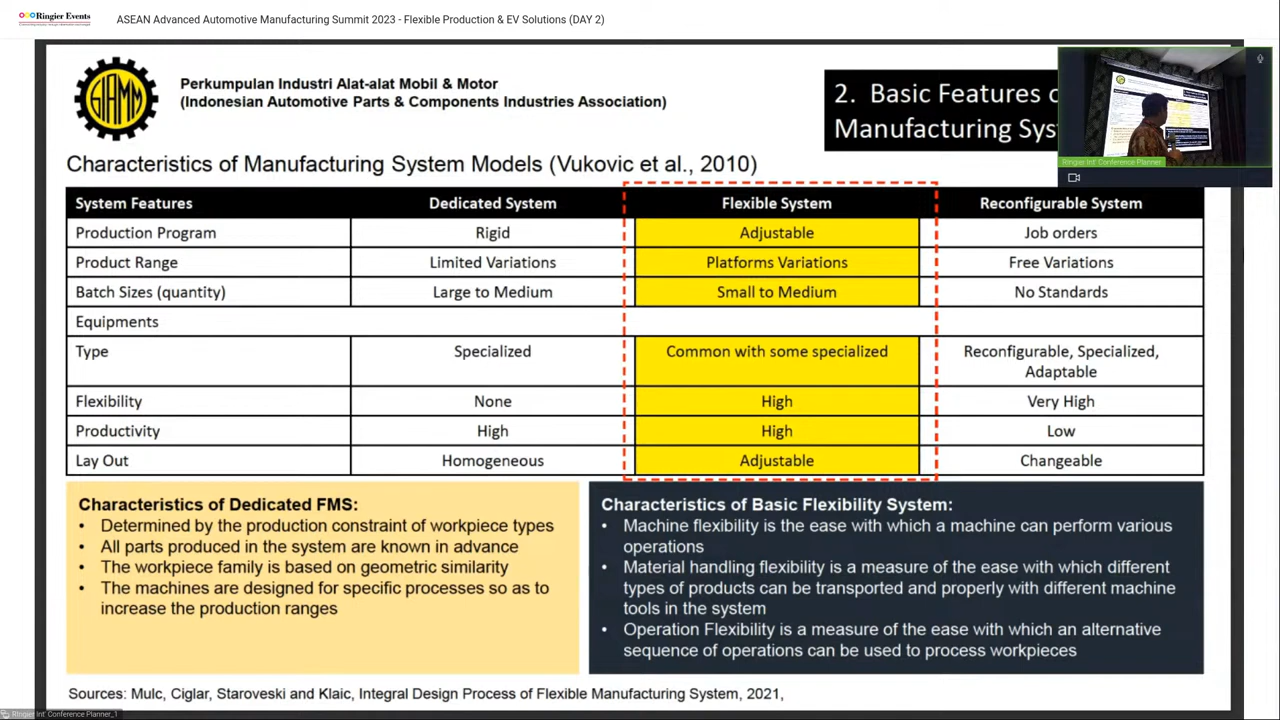 Ringier Events
ASEAN Advanced Automotive Manufacturing Summit 2023 - Flexible Production & EV Solutions (DAY 2)
GIAMM
Perkumpulan Industri Alat-alat Mobil & Motor
(Indonesian Automotive Parts & Components Industries Association)
2. Basic Features
Manufacturing
Ringier Int' Conference Planner
Characteristics of Manufacturing System Models (Vukovic et al., 2010)
System Features Dedicated System Flexible System Reconfigurable System
Production Program Rigid Adjustable Job orders
Product Range Limited Variations Platforms Variations Free Variations
Batch Sizes (quantity) Large to Medium Small to Medium No Standards
Equipments
Type Specialized Common with some specialized Reconfigurable, Specialized,
Adaptable
Flexibility None High Very High
Productivity High High Low
Lay Out Homogeneous Adjustable Changeable
Characteristics of Dedicated FMS:
• Determined by the production constraint of workpiece types
• All parts produced in the system are known in advance
• The workpiece family is based on geometric similarity
• The machines are designed for specific processes so as to
increase the production ranges
Characteristics of Basic Flexibility System:
• Machine flexibility is the ease with which a machine can perform various
operations
• Material handling flexibility is a measure of the ease with which different
types of products can be transported and properly with different machine
tools in the system
• Operation Flexibility is a measure of the ease with which an alternative
sequence of operations can be used to process workpieces
Sources: Mulc, Ciglar, Staroveski and Klaic, Integral Design Process of Flexible Manufacturing System, 2021,
Ringier Int' Conference Planner_1